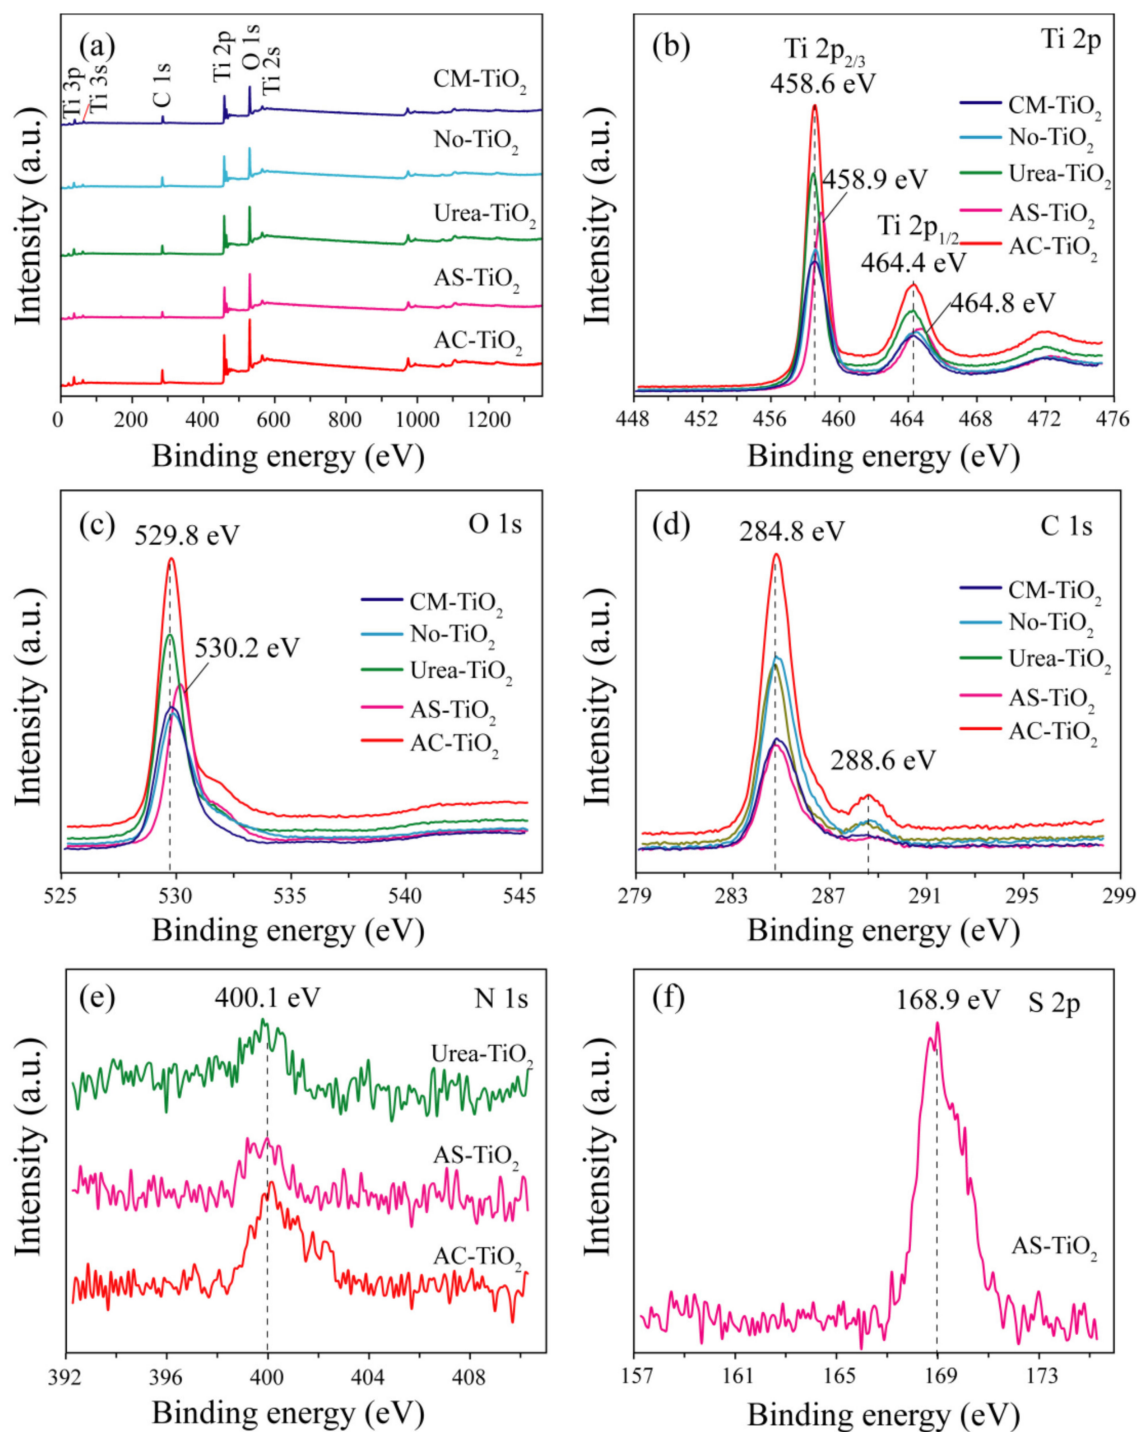 (a)
Ti 3p
Ti 3s
C 1s
Ti 2p
O 1s
Ti 2s
CM-TiO₂
No-TiO₂
Urea-TiO₂
AS-TiO₂
AC-TiO₂
Intensity (a.u.)
0 200 400 600 800 1000 1200
Binding energy (eV)
(b)
Ti 2p₂/₃
458.6 eV
Ti 2p
CM-TiO₂
No-TiO₂
Urea-TiO₂
AS-TiO₂
AC-TiO₂
458.9 eV
Ti 2p₁/₂
464.4 eV
464.8 eV
Intensity (a.u.)
448 452 456 460 464 468 472 476
Binding energy (eV)
(c)
529.8 eV
O 1s
CM-TiO₂
No-TiO₂
530.2 eV
Urea-TiO₂
AS-TiO₂
AC-TiO₂
Intensity (a.u.)
525 530 535 540 545
Binding energy (eV)
(d)
284.8 eV
C 1s
CM-TiO₂
No-TiO₂
Urea-TiO₂
AS-TiO₂
AC-TiO₂
288.6 eV
Intensity (a.u.)
279 283 287 291 295 299
Binding energy (eV)
(e)
400.1 eV
N 1s
Urea-TiO₂
AS-TiO₂
AC-TiO₂
Intensity (a.u.)
392 396 400 404 408
Binding energy (eV)
(f)
168.9 eV
S 2p
AS-TiO₂
Intensity (a.u.)
157 161 165 169 173
Binding energy (eV)